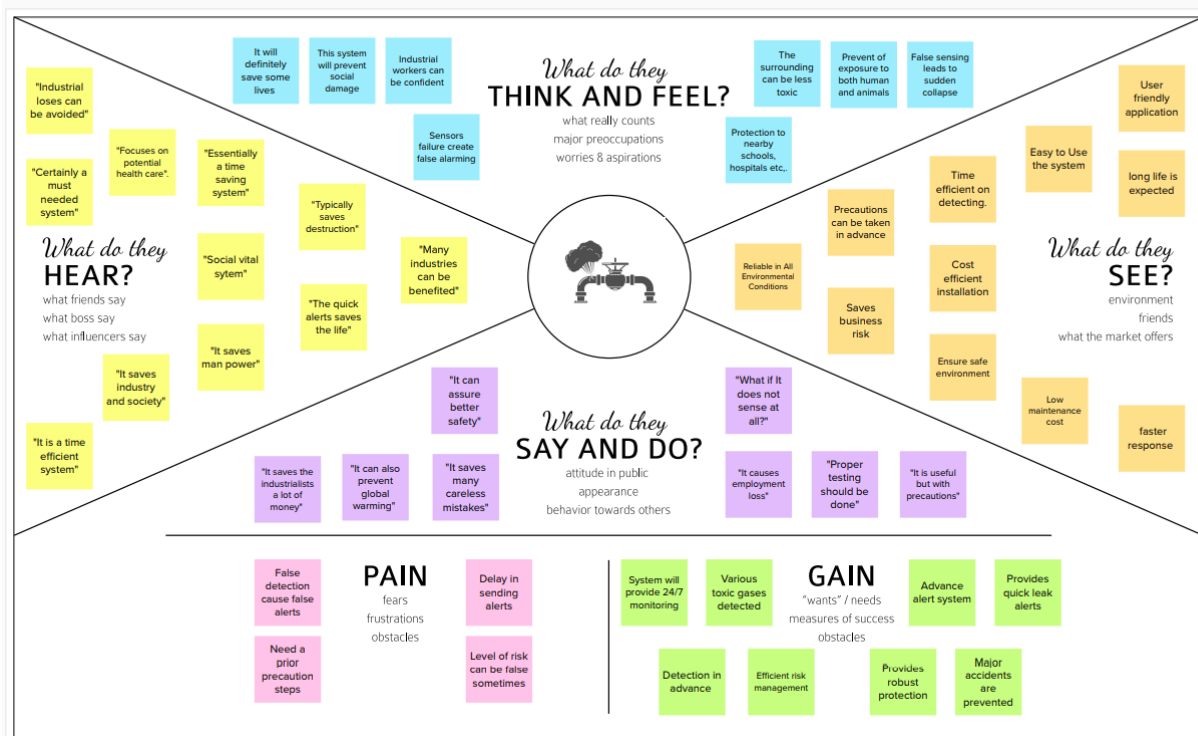 It will
definitely
save some
lives
This system
will prevent
social
damage
Industrial
workers can
be confident
Sensors
failure create
false alarming
What do they
THINK AND FEEL?
what really counts
major preoccupations
worries & aspirations
The
surrounding
can be less
toxic
Prevent of
exposure to
both human
and animals
False sensing
leads to
sudden
collapse
Protection to
nearby
schools,
hospitals etc,.
"Industrial
loses can
be avoided"
"Focuses on
potential
health care".
"Essentially
a time
saving
system"
"Certainly a
must
needed
system"
"Typically
saves
destruction"
What do they
HEAR?
what friends say
what boss say
what influencers say
"Social vital
sytem"
"Many
industries
can be
benefited"
"The quick
alerts saves
the life"
"It saves
man power"
"It saves
industry
and society"
"It is a time
efficient
system"
User
friendly
application
Easy to Use
the system
long life is
expected
Time
efficient on
detecting.
Precautions
can be taken
in advance
What do they
SEE?
environment
friends
what the market offers
Reliable in All
Environmental
Conditions
Cost
efficient
installation
Saves
business
risk
Ensure safe
environment
Low
maintenance
cost
faster
response
"It can
assure
better
safety"
What do they
SAY AND DO?
attitude in public
appearance
behavior towards others
"What if It
does not
sense at
all?"
"It saves the
industrialists
a lot of
money"
"It can also
prevent
global
warming"
"It saves
many
careless
mistakes"
"It causes
employment
loss"
"Proper
testing
should be
done"
"It is useful
but with
precautions"
False
detection
cause false
alerts
PAIN
fears
frustrations
obstacles
Delay in
sending
alerts
Need a
prior
precaution
steps
Level of risk
can be false
sometimes
System will
provide 24/7
monitoring
Various
toxic gases
detected
GAIN
"wants" / needs
measures of success
obstacles
Advance
alert system
Provides
quick leak
alerts
Detection in
advance
Efficient risk
management
Provides
robust
protection
Major
accidents
are
prevented